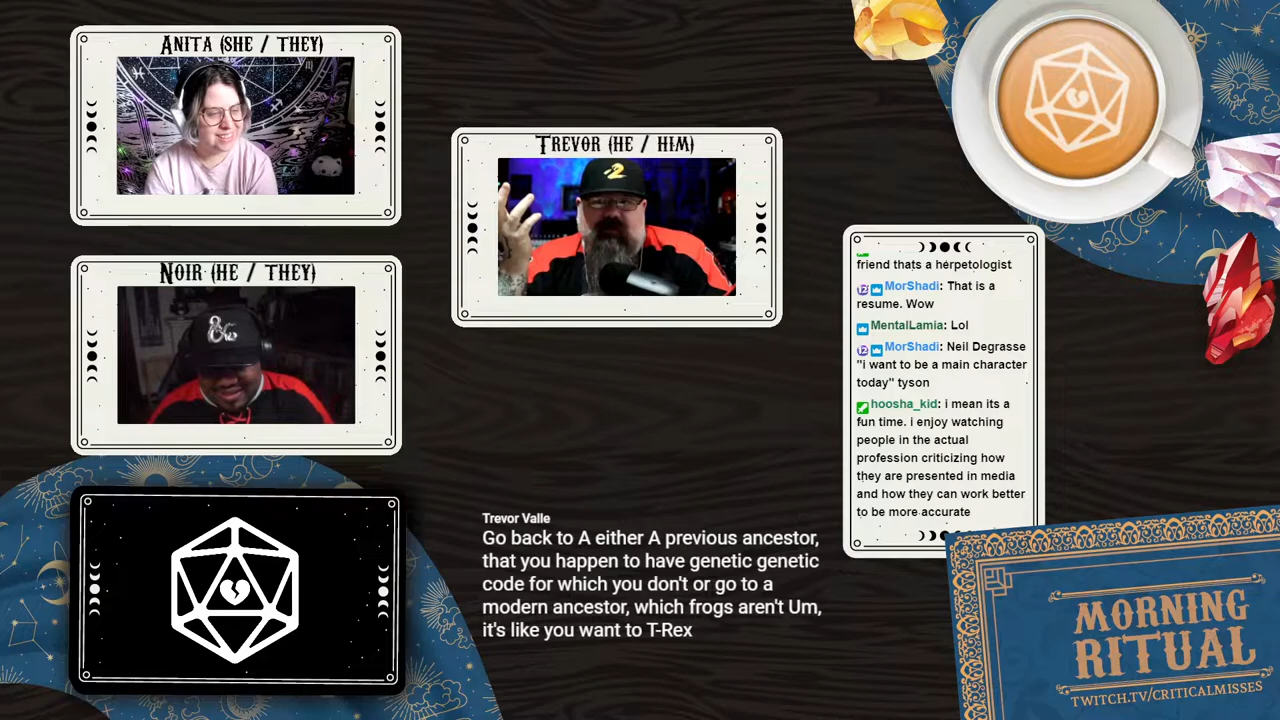 ANITA (SHE / THEY)
TREVOR (HE / HIM)
2
NOIR (HE / THEY)
&
friend thats a herpetologist
12 MorShadi: That is a
resume. Wow
MentalLamia: Lol
12 MorShadi: Neil Degrasse
"i want to be a main character
today" tyson
hoosha_kid: i mean its a
fun time. i enjoy watching
people in the actual
profession criticizing how
they are presented in media
and how they can work better
to be more accurate
Trevor Valle
Go back to A either A previous ancestor,
that you happen to have genetic genetic
code for which you don't or go to a
modern ancestor, which frogs aren't Um,
it's like you want to T-Rex
MORNING
RITUAL
TWITCH.TV/CRITICALMISSES